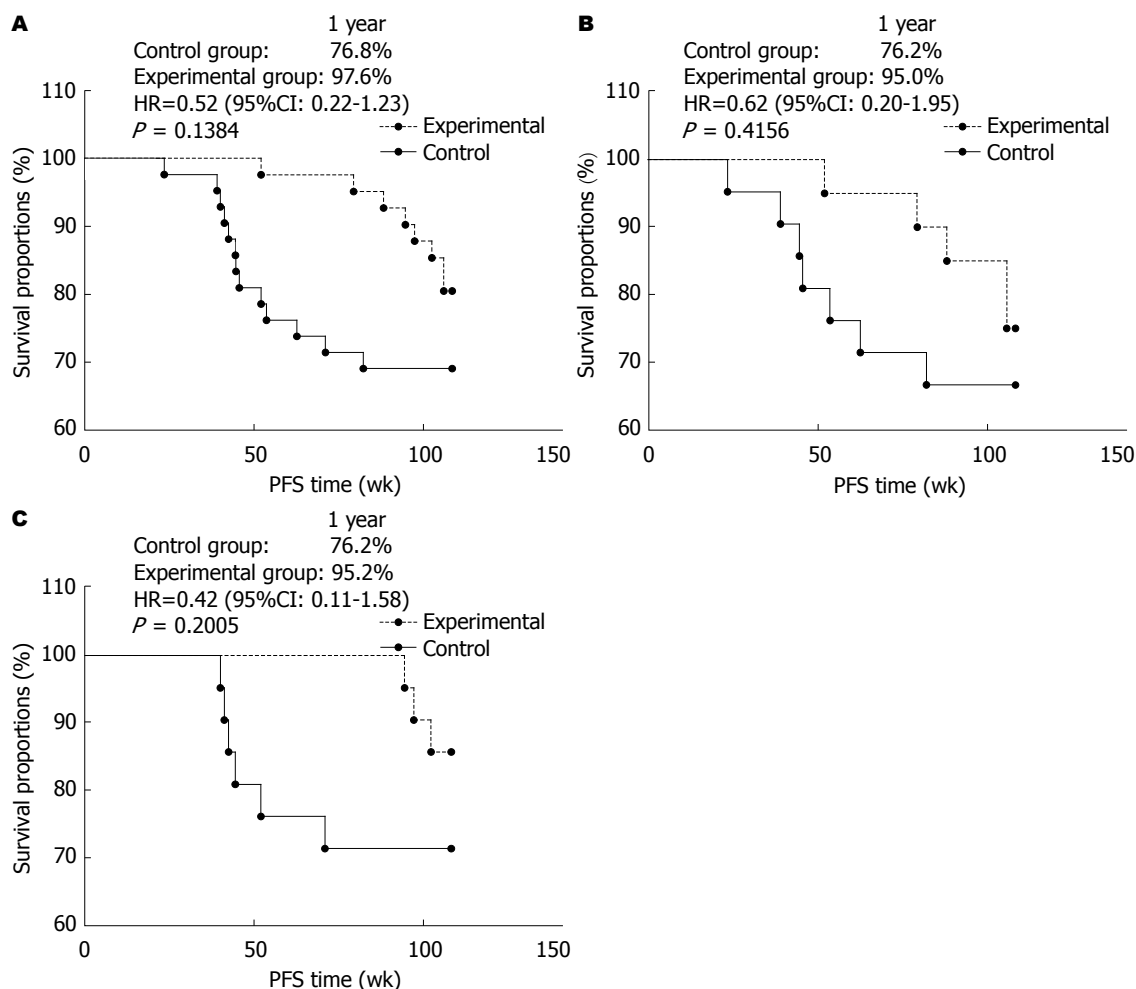 A
1 year
Control group: 76.8%
Experimental group: 97.6%
HR=0.52 (95%CI: 0.22-1.23)
P = 0.1384
Experimental
Control
110
100
90
80
70
60
Survival proportions (%)
0 50 100 150
PFS time (wk)
B
1 year
Control group: 76.2%
Experimental group: 95.0%
HR=0.62 (95%CI: 0.20-1.95)
P = 0.4156
Experimental
Control
110
100
90
80
70
60
Survival proportions (%)
0 50 100 150
PFS time (wk)
C
1 year
Control group: 76.2%
Experimental group: 95.2%
HR=0.42 (95%CI: 0.11-1.58)
P = 0.2005
Experimental
Control
110
100
90
80
70
60
Survival proportions (%)
0 50 100 150
PFS time (wk)